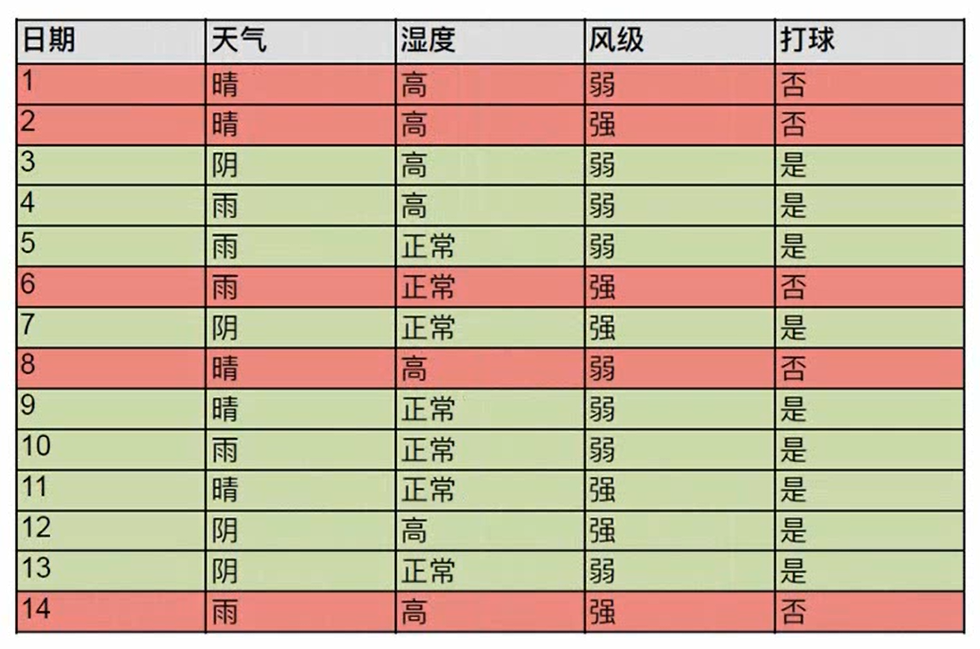 日期 天气 湿度 风级 打球
1 晴 高 弱 否
2 晴 高 强 否
3 阴 高 弱 是
4 雨 高 弱 是
5 雨 正常 弱 是
6 雨 正常 强 否
7 阴 正常 强 是
8 晴 高 弱 否
9 晴 正常 弱 是
10 雨 正常 弱 是
11 晴 正常 强 是
12 阴 高 强 是
13 阴 正常 弱 是
14 雨 高 强 否